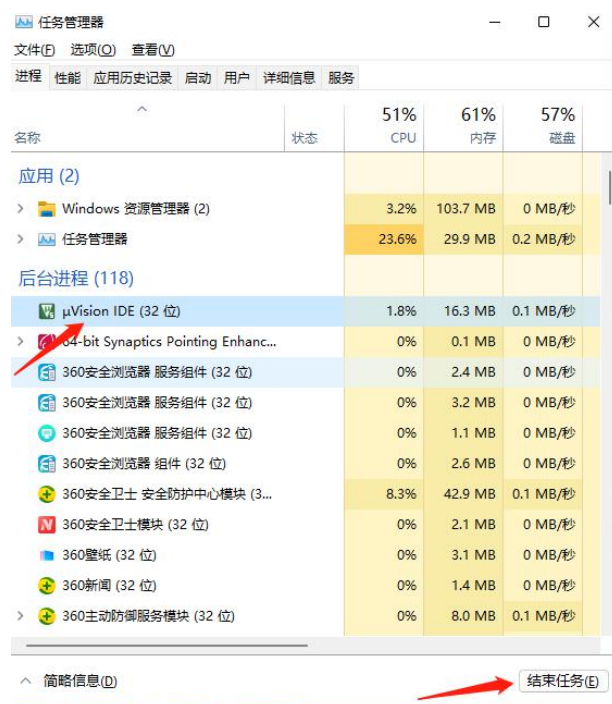 任务管理器
文件(F) 选项(O) 查看(V)
进程 性能 应用历史记录 启动 用户 详细信息 服务
51% 61% 57%
名称 状态 CPU 内存 磁盘
应用 (2)
Windows 资源管理器 (2) 3.2% 103.7 MB 0 MB/秒
任务管理器 23.6% 29.9 MB 0.2 MB/秒
后台进程 (118)
µVision IDE (32 位) 1.8% 16.3 MB 0.1 MB/秒
64-bit Synaptics Pointing Enhanc... 0% 0.1 MB 0 MB/秒
360安全浏览器 服务组件 (32 位) 0% 2.4 MB 0 MB/秒
360安全浏览器 服务组件 (32 位) 0% 3.2 MB 0 MB/秒
360安全浏览器 服务组件 (32 位) 0% 1.1 MB 0 MB/秒
360安全浏览器 组件 (32 位) 0% 2.6 MB 0 MB/秒
360安全卫士 安全防护中心模块 (3... 8.3% 42.9 MB 0.1 MB/秒
360安全卫士模块 (32 位) 0% 2.1 MB 0 MB/秒
360壁纸 (32 位) 0% 3.1 MB 0 MB/秒
360新闻 (32 位) 0% 1.4 MB 0 MB/秒
360主动防御服务模块 (32 位) 0% 8.0 MB 0.1 MB/秒
简略信息(D) 结束任务(E)